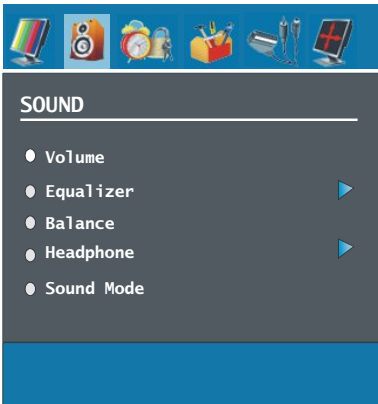 SOUND
Volume
Equalizer
Balance
Headphone
Sound Mode